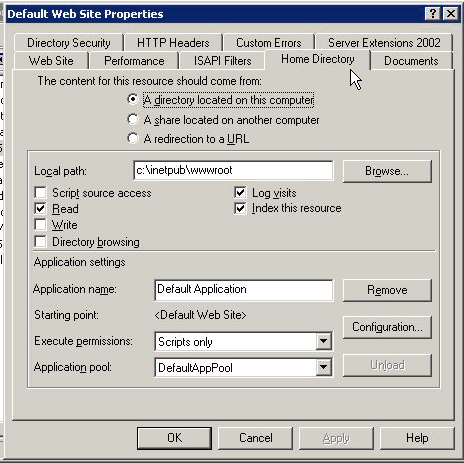 Default Web Site Properties
Directory Security HTTP Headers Custom Errors Server Extensions 2002
Web Site Performance ISAPI Filters Home Directory Documents
The content for this resource should come from:
A directory located on this computer
A share located on another computer
A redirection to a URL
Local path: c:\inetpub\wwwroot Browse...
Script source access Log visits
Read Index this resource
Write
Directory browsing
Application settings
Application name: Default Application Remove
Starting point: <Default Web Site>
Configuration...
Execute permissions: Scripts only
Application pool: DefaultAppPool Unload
OK Cancel Apply Help